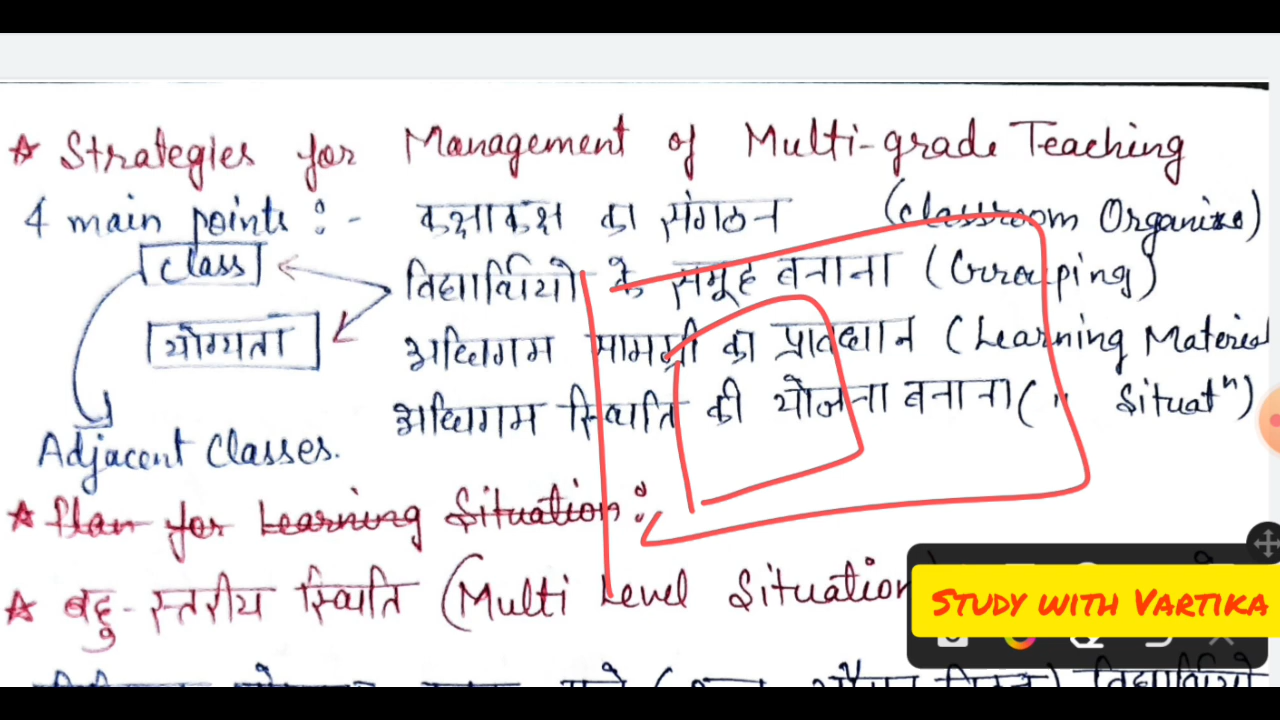 ☆ Strategies for Management of Multi-grade Teaching
4 main points :- कक्षाकक्ष का संगठन (Classroom Organize)
Class
विद्यार्थियो के समूह बनाना (Grouping)
योग्यता
अधिगम सामग्री का प्रावधान (Learning Material
अधिगम स्थिति की योजना बनाना ( " Situatⁿ)
Adjacent Classes.
☆ Plan for Learning Situation :
☆ बहु-स्तरीय स्थिति (Multi Level Situation
STUDY WITH VARTIKA